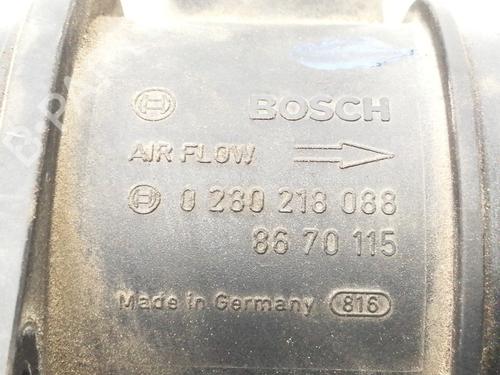 BOSCH
AIR FLOW
0 280 218 088
86 70 115
Made in Germany 816